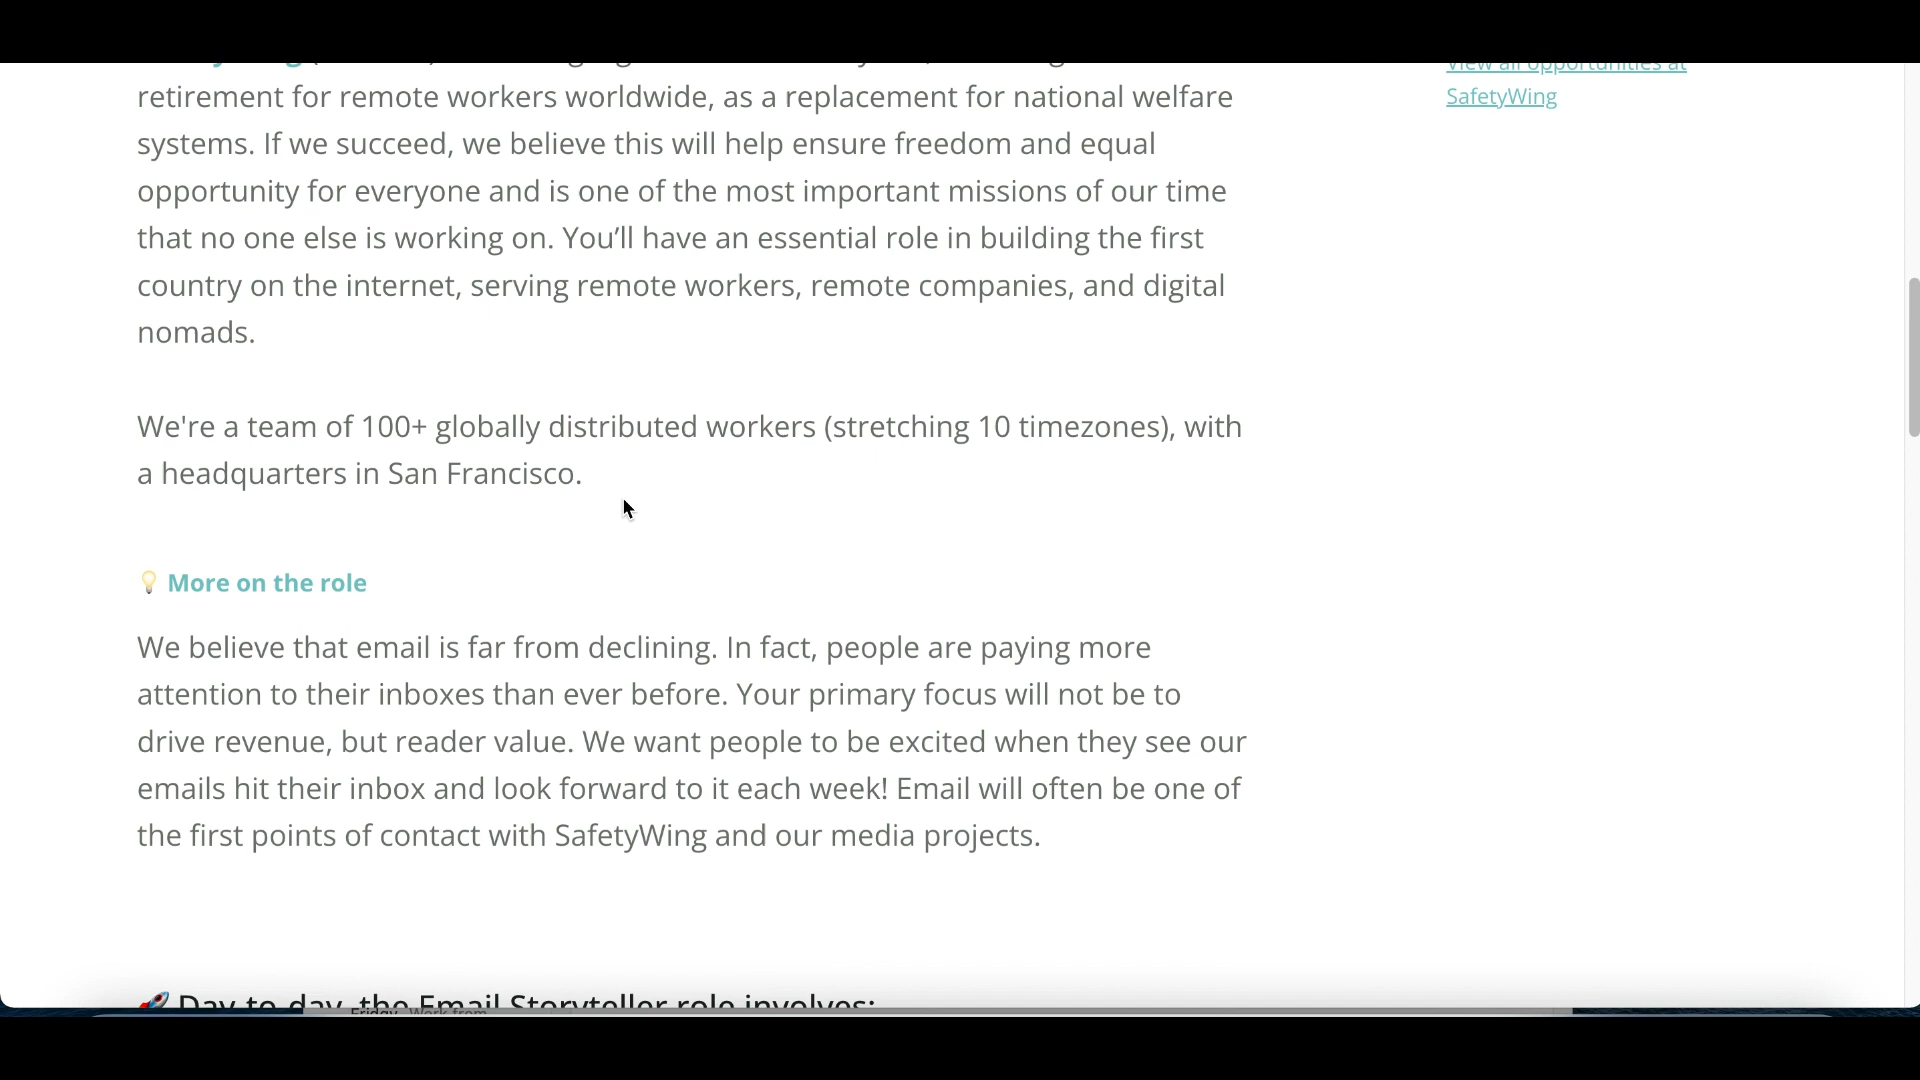 View all opportunities at
SafetyWing
retirement for remote workers worldwide, as a replacement for national welfare
systems. If we succeed, we believe this will help ensure freedom and equal
opportunity for everyone and is one of the most important missions of our time
that no one else is working on. You’ll have an essential role in building the first
country on the internet, serving remote workers, remote companies, and digital
nomads.
We're a team of 100+ globally distributed workers (stretching 10 timezones), with
a headquarters in San Francisco.
💡 More on the role
We believe that email is far from declining. In fact, people are paying more
attention to their inboxes than ever before. Your primary focus will not be to
drive revenue, but reader value. We want people to be excited when they see our
emails hit their inbox and look forward to it each week! Email will often be one of
the first points of contact with SafetyWing and our media projects.
🚀 Day to day, the Email Storyteller role involves:
Friday Work from